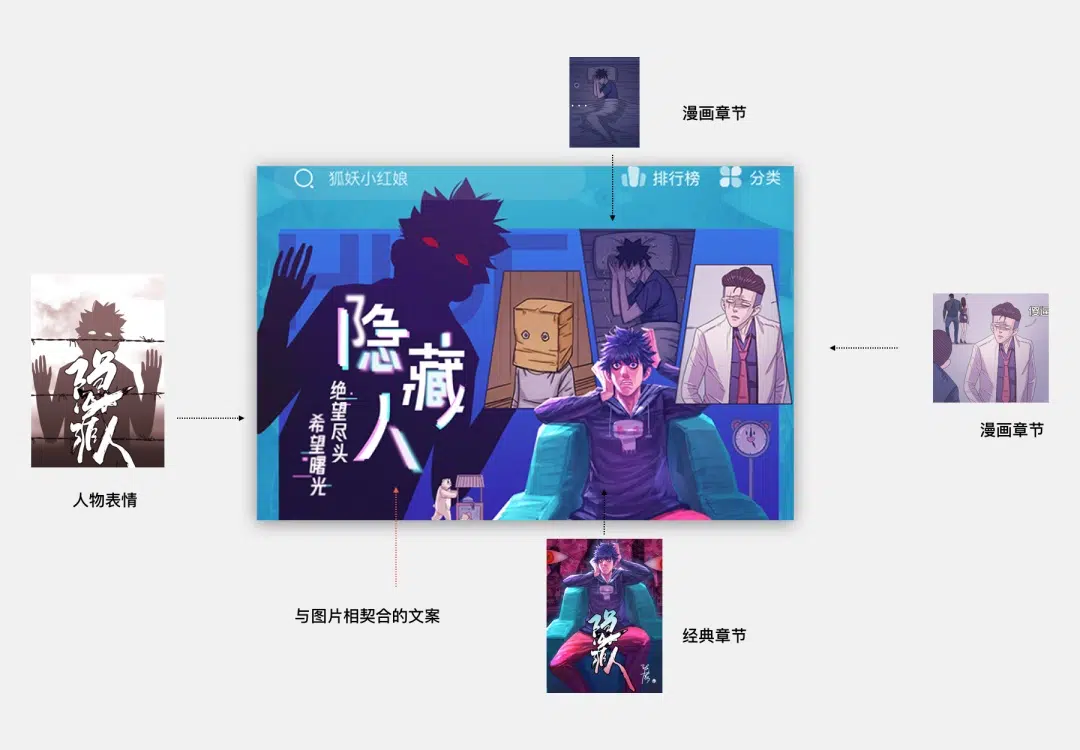 漫画章节
狐妖小红娘
排行榜
分类
隐藏人
绝望尽头
希望曙光
隐藏人
人物表情
漫画章节
与图片相契合的文案
隐藏人
经典章节